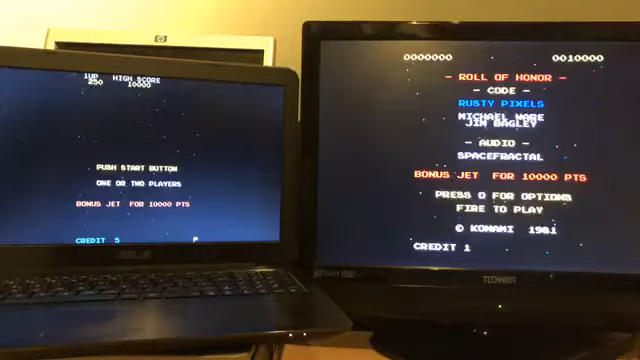 hp
1UP HIGH SCORE
250 10000
PUSH START BUTTON
ONE OR TWO PLAYERS
BONUS JET FOR 10000 PTS
CREDIT 5
P
ASUS
0000000 0010000
- ROLL OF HONOR -
- CODE -
RUSTY PIXELS
MICHAEL WARE
JIM BAGLEY
- AUDIO -
SPACEFRACTAL
BONUS JET FOR 10000 PTS
PRESS O FOR OPTIONS
FIRE TO PLAY
© KONAMI 1981
CREDIT 1
TECHNIKA